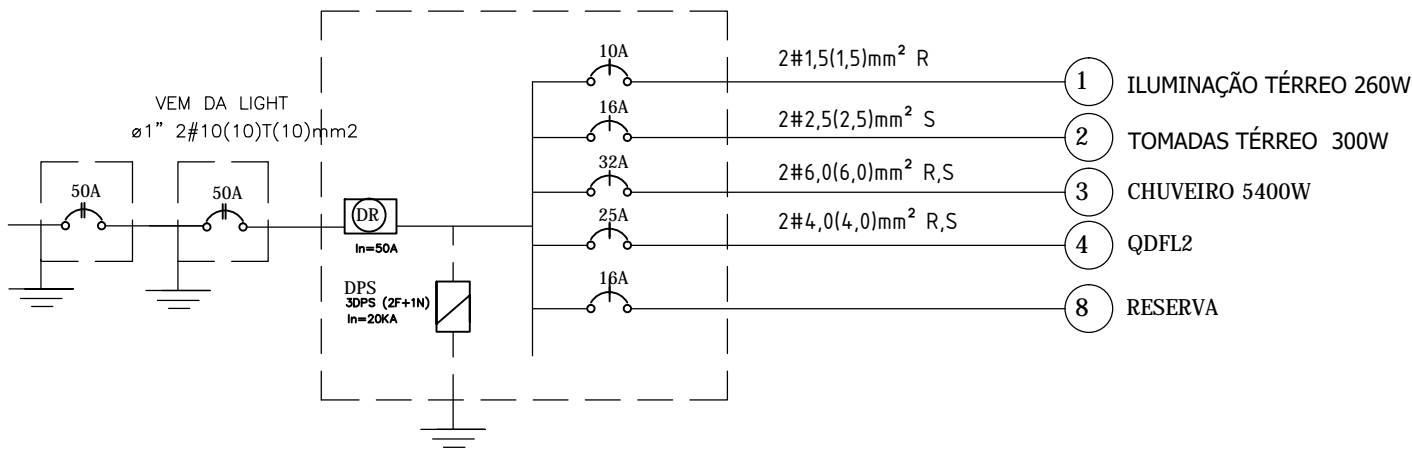 VEM DA LIGHT
ø1" 2#10(10)T(10)mm2
50A
50A
DR
In=50A
DPS
3DPS (2F+1N)
In=20KA
10A
2#1,5(1,5)mm² R
1
ILUMINAÇÃO TÉRREO 260W
16A
2#2,5(2,5)mm² S
2
TOMADAS TÉRREO 300W
32A
2#6,0(6,0)mm² R,S
3
CHUVEIRO 5400W
25A
2#4,0(4,0)mm² R,S
4
QDFL2
16A
8
RESERVA